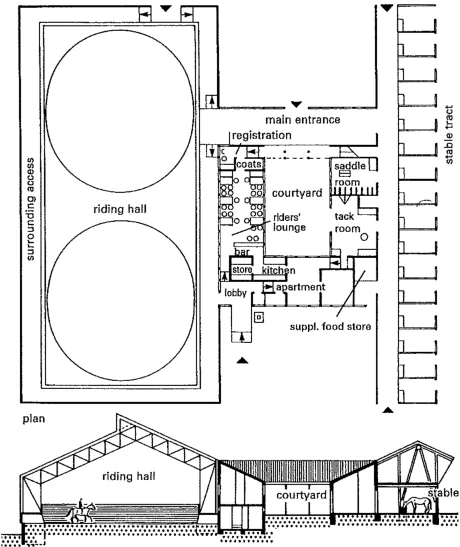 main entrance
registration
coats
saddle
room
courtyard
stable tract
surrounding access
riding hall
riders'
lounge
tack
room
bar
store
kitchen
apartment
lobby
D
suppl. food store
plan
riding hall
courtyard
stable